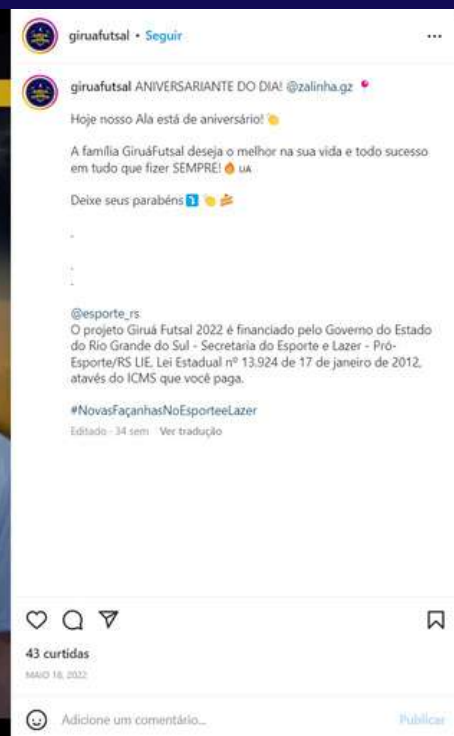 giruafutsal • Seguir
giruafutsal ANIVERSARIANTE DO DIA! @zalinha.gz
Hoje nosso Ala está de aniversário!
A família GiruáFutsal deseja o melhor na sua vida e todo sucesso
em tudo que fizer SEMPRE! UA
Deixe seus parabéns
.
.
.
@esporte_rs
O projeto Giruá Futsal 2022 é financiado pelo Governo do Estado
do Rio Grande do Sul - Secretaria do Esporte e Lazer - Pró-
Esporte/RS LIE, Lei Estadual nº 13.924 de 17 de janeiro de 2012,
atavés do ICMS que você paga.
#NovasFaçanhasNoEsporteeLazer
Editado · 34 sem Ver tradução
43 curtidas
MAIO 18, 2022
Adicione um comentário... Publicar